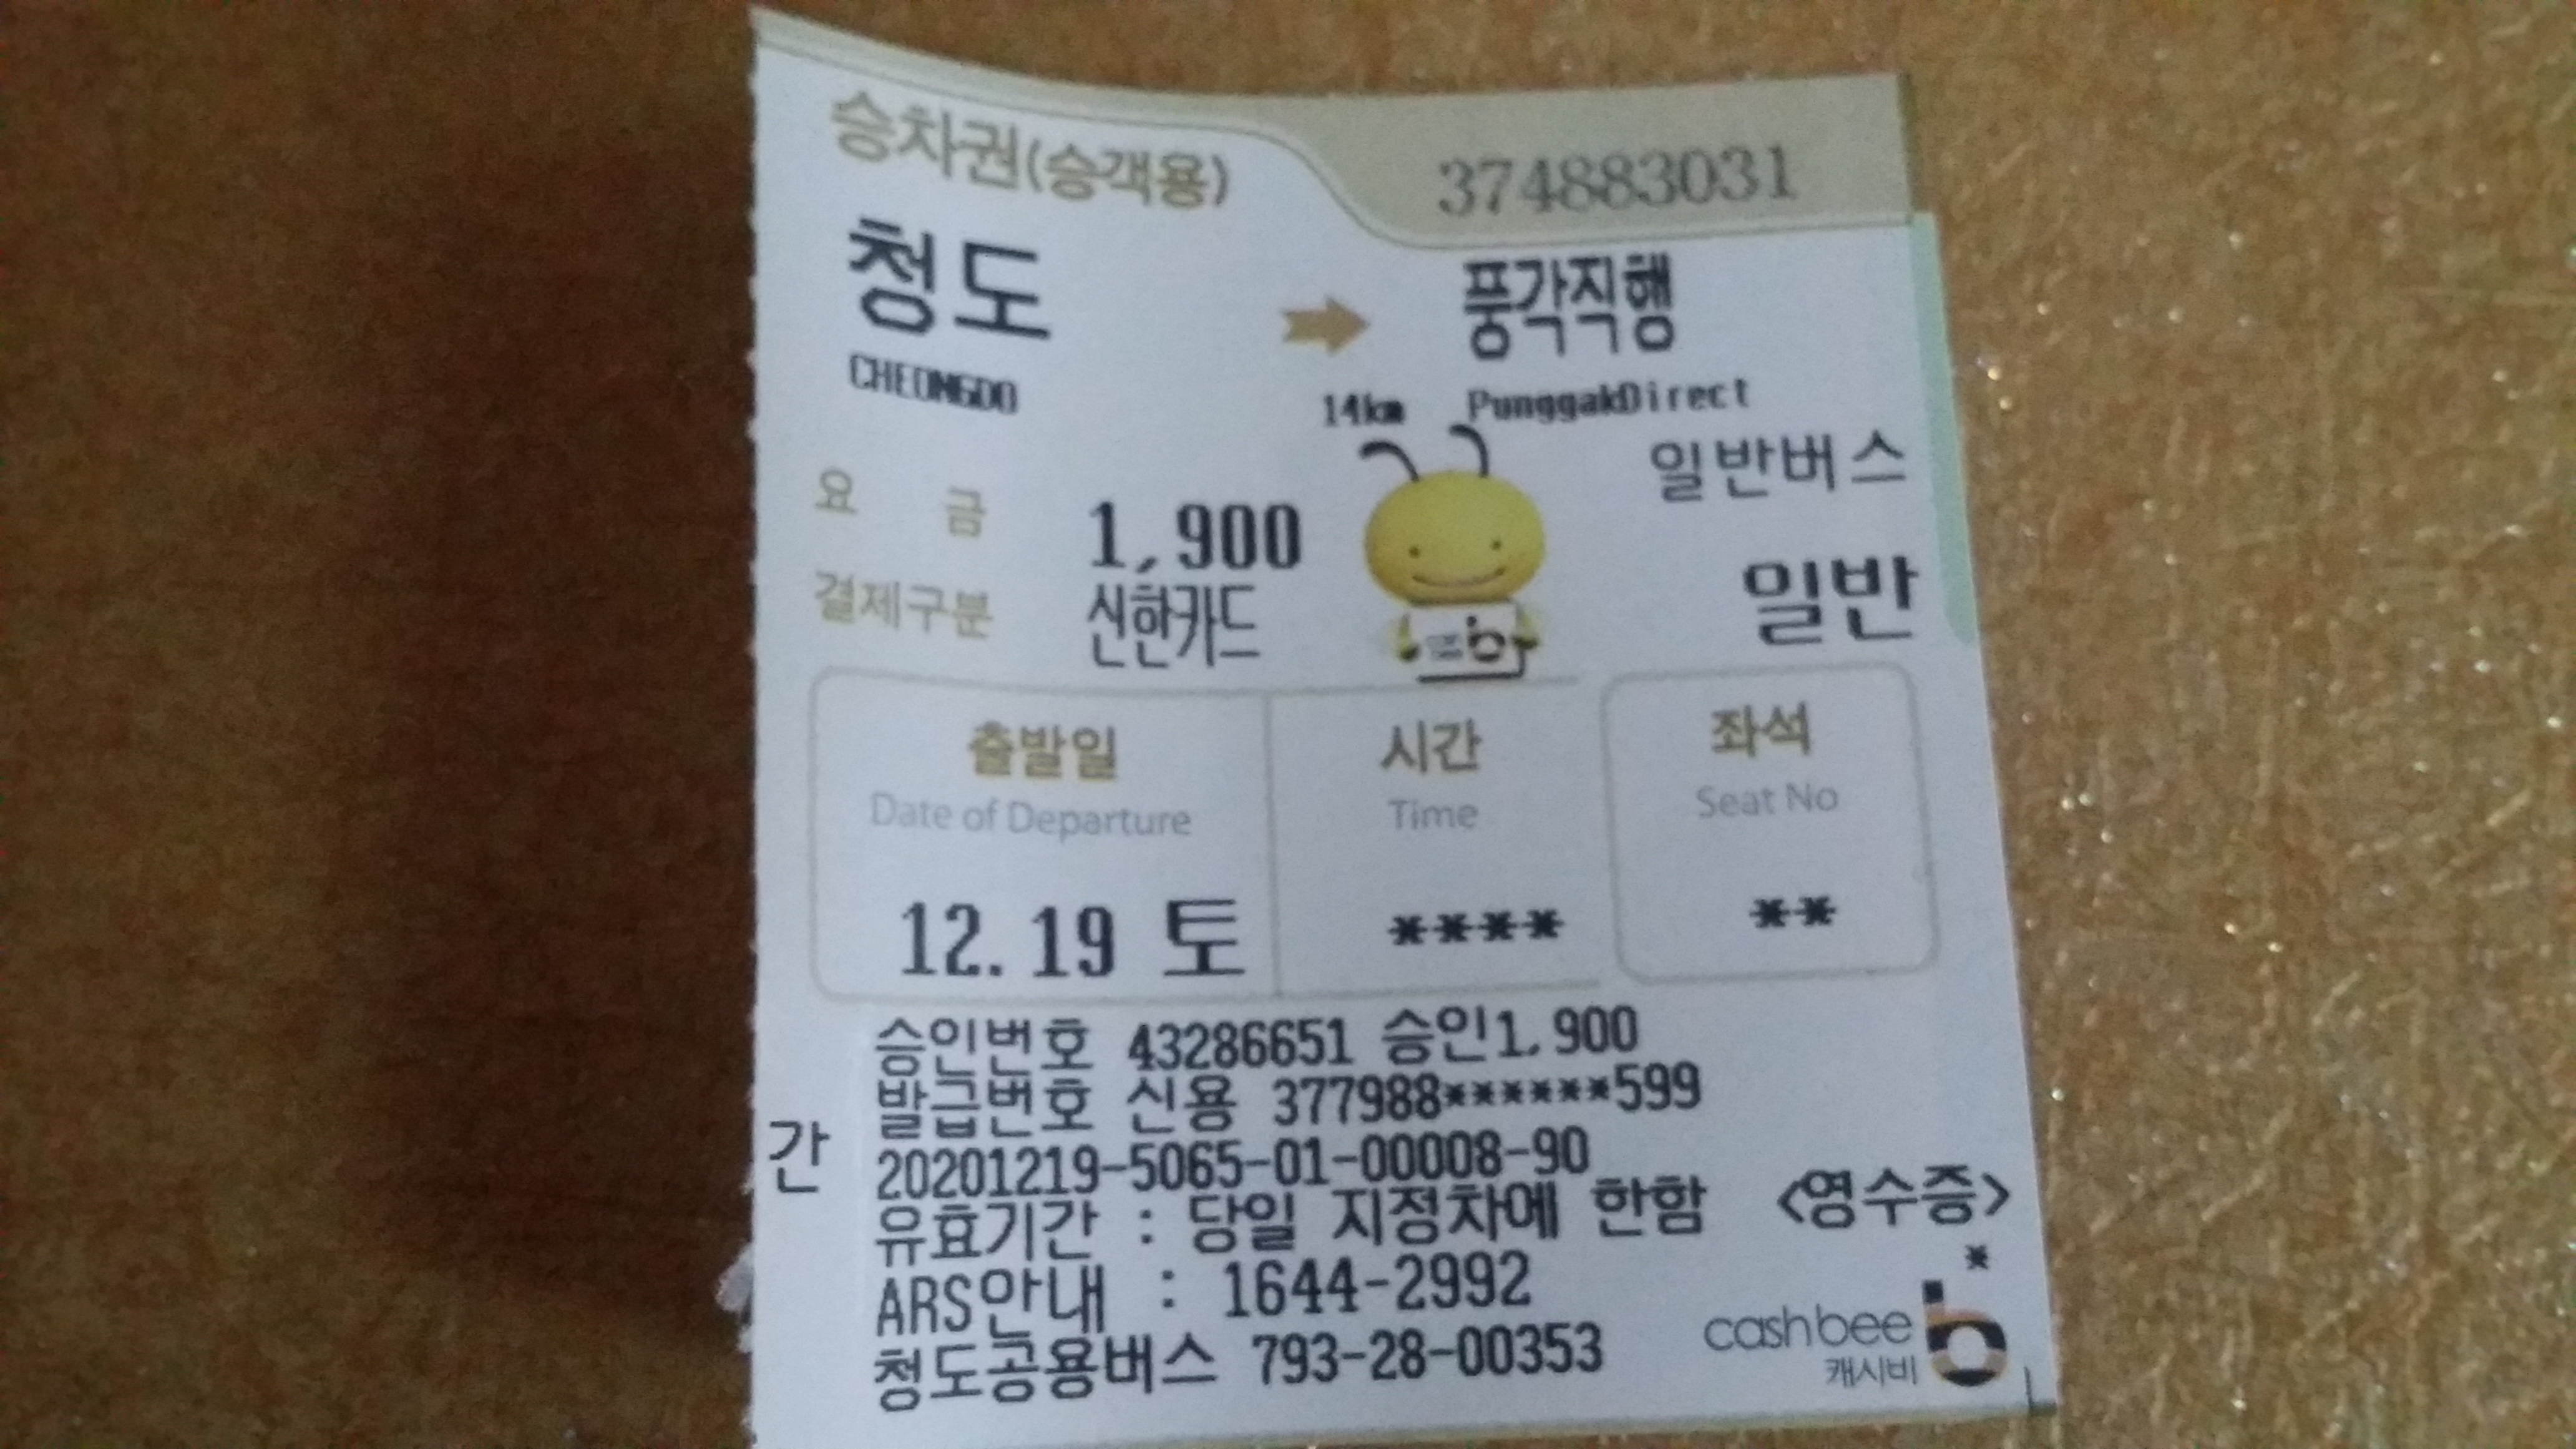 승차권(승객용)
374883031
청도
풍각직행
CHEONGDO
14km PunggakDirect
일반버스
요 금 1,900
일반
결제구분 신한카드
b
출발일 시간 좌석
Date of Departure Time Seat No
12.19 토 **** **
승인번호 43286651 승인1,900
발급번호 신용 377988******599
간
20201219-5065-01-00008-90
유효기간 : 당일 지정차에 한함 <영수증>
*
ARS안내 : 1644-2992
cashbee b
캐시비
청도공용버스 793-28-00353